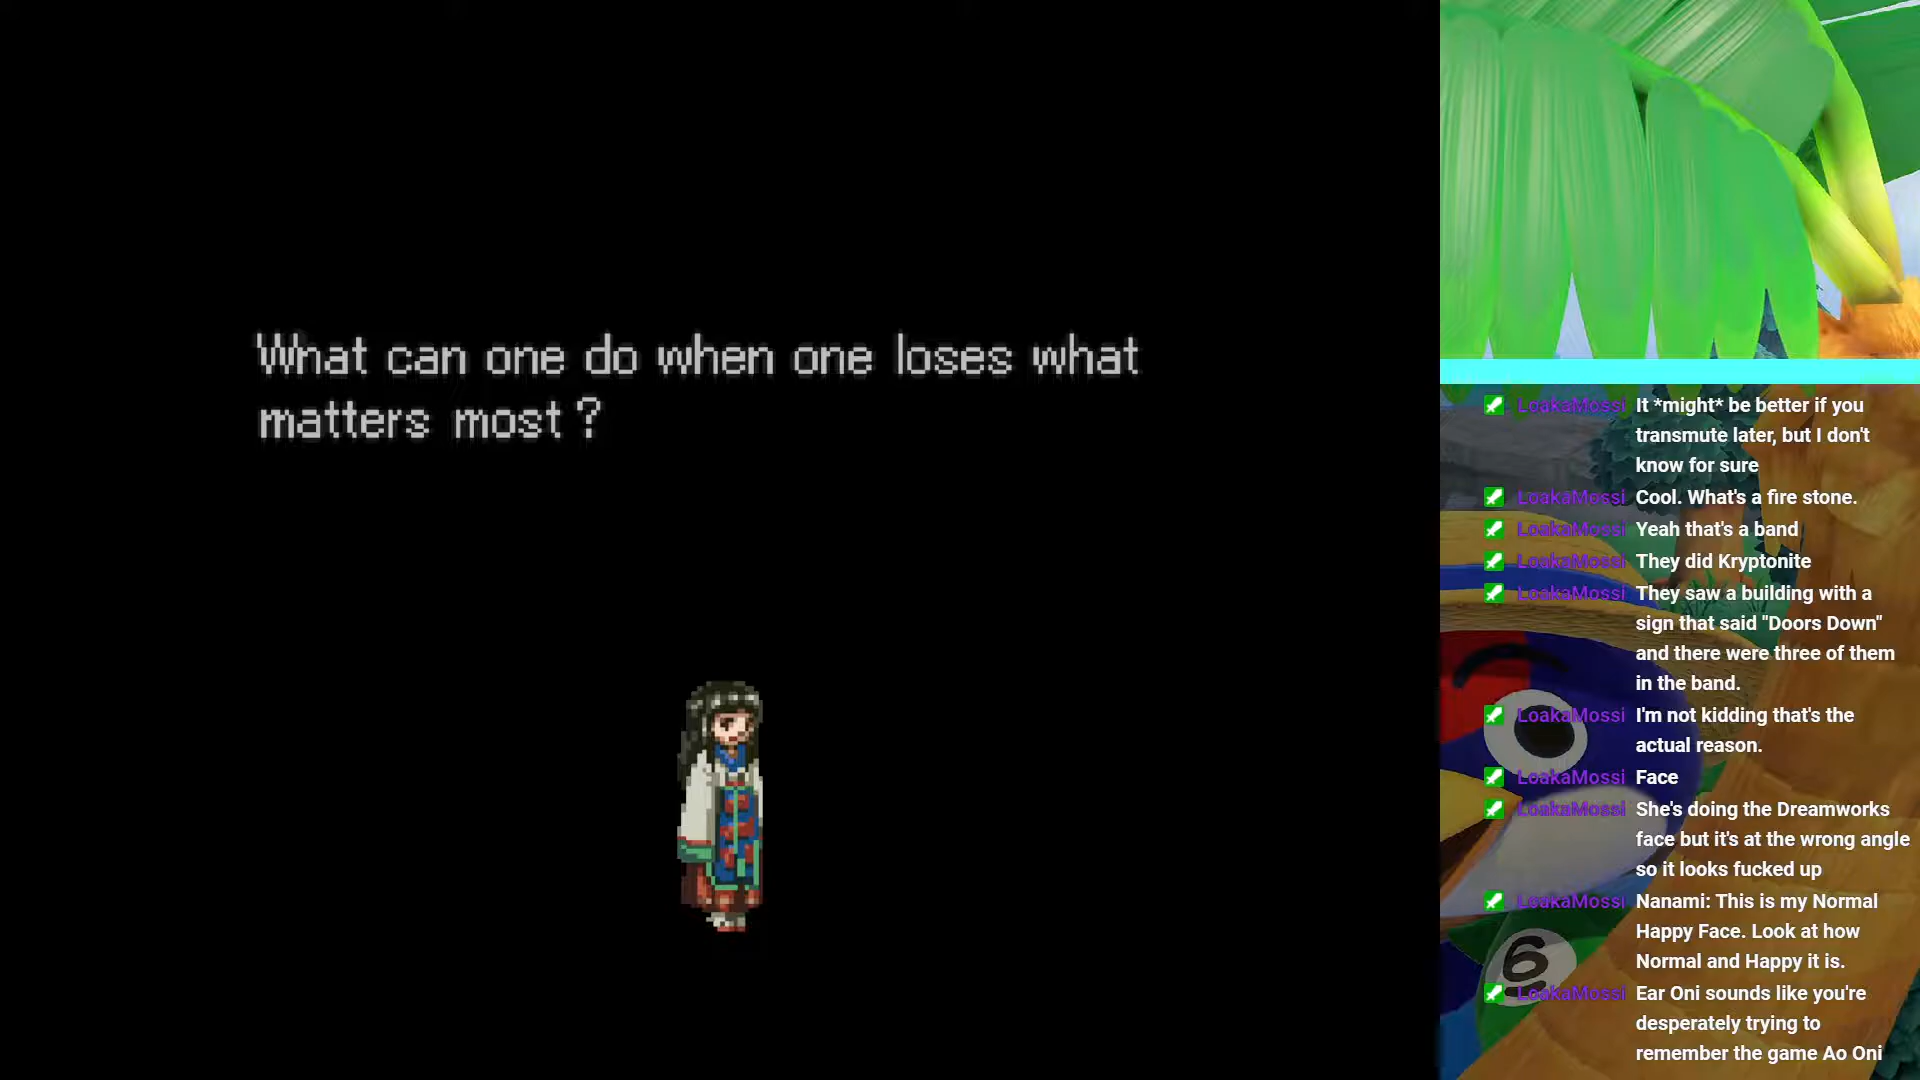 What can one do when one loses what
matters most?
LoakaMossi It *might* be better if you
transmute later, but I don't
know for sure
LoakaMossi Cool. What's a fire stone.
LoakaMossi Yeah that's a band
LoakaMossi They did Kryptonite
LoakaMossi They saw a building with a
sign that said "Doors Down"
and there were three of them
in the band.
LoakaMossi I'm not kidding that's the
actual reason.
LoakaMossi Face
LoakaMossi She's doing the Dreamworks
face but it's at the wrong angle
so it looks fucked up
LoakaMossi Nanami: This is my Normal
Happy Face. Look at how
Normal and Happy it is.
LoakaMossi Ear Oni sounds like you're
desperately trying to
remember the game Ao Oni